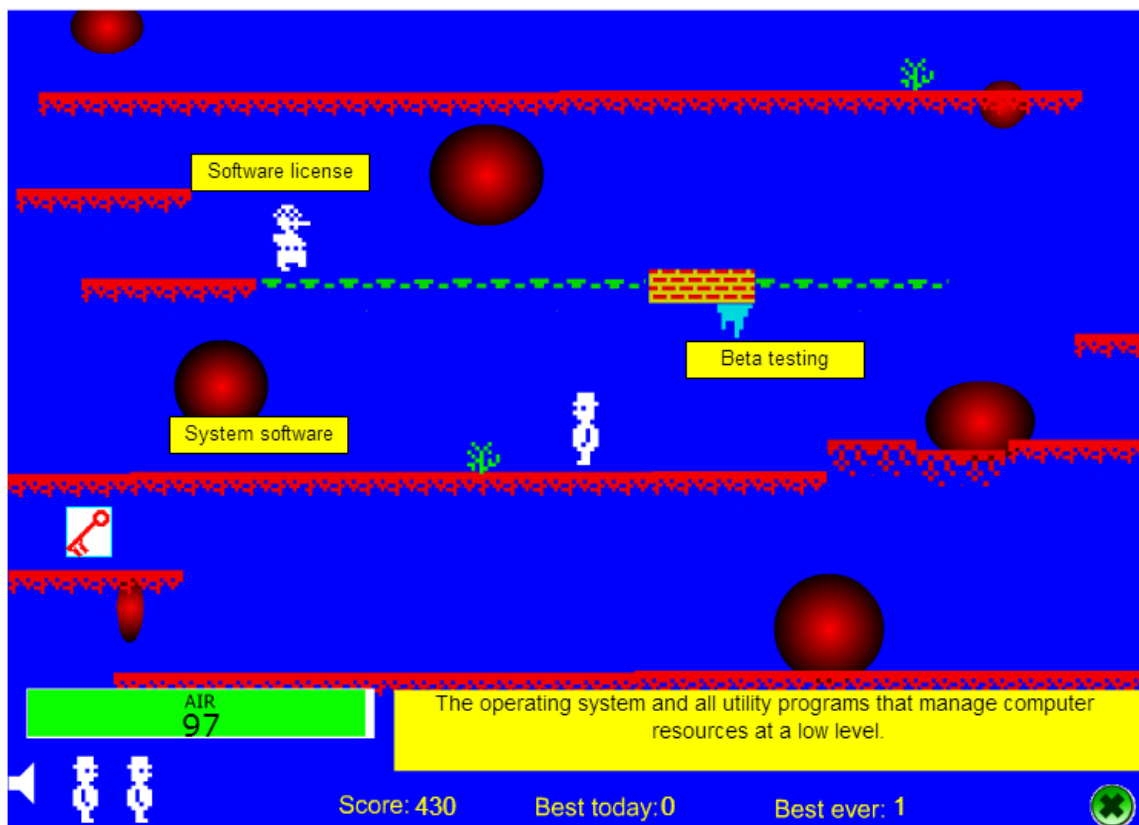 Software license
Beta testing
System software
AIR
97
The operating system and all utility programs that manage computer
resources at a low level.
Score: 430 Best today:0 Best ever: 1